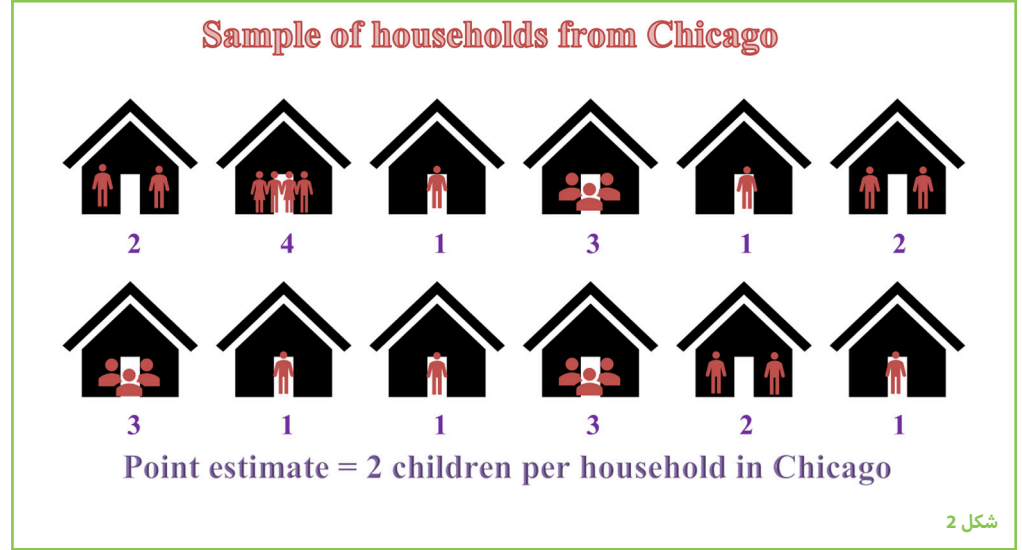 Sample of households from Chicago
2 4 1 3 1 2
3 1 1 3 2 1
Point estimate = 2 children per household in Chicago
شكل 2